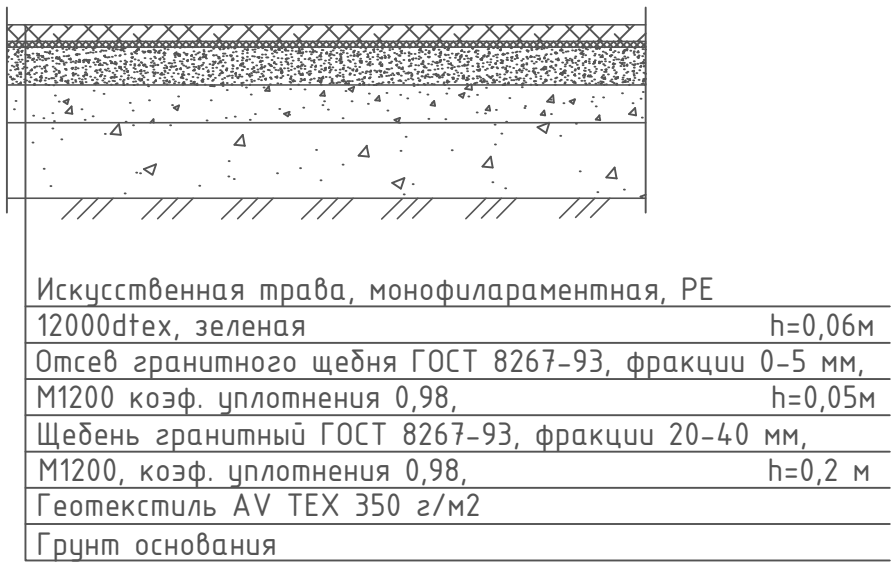 Искусственная трава, монофилараментная, PE
12000dtex, зеленая h=0,06м
Отсев гранитного щебня ГОСТ 8267-93, фракции 0-5 мм,
М1200 коэф. уплотнения 0,98, h=0,05м
Щебень гранитный ГОСТ 8267-93, фракции 20-40 мм,
М1200, коэф. уплотнения 0,98, h=0,2 м
Геотекстиль AV TEX 350 г/м2
Грунт основания